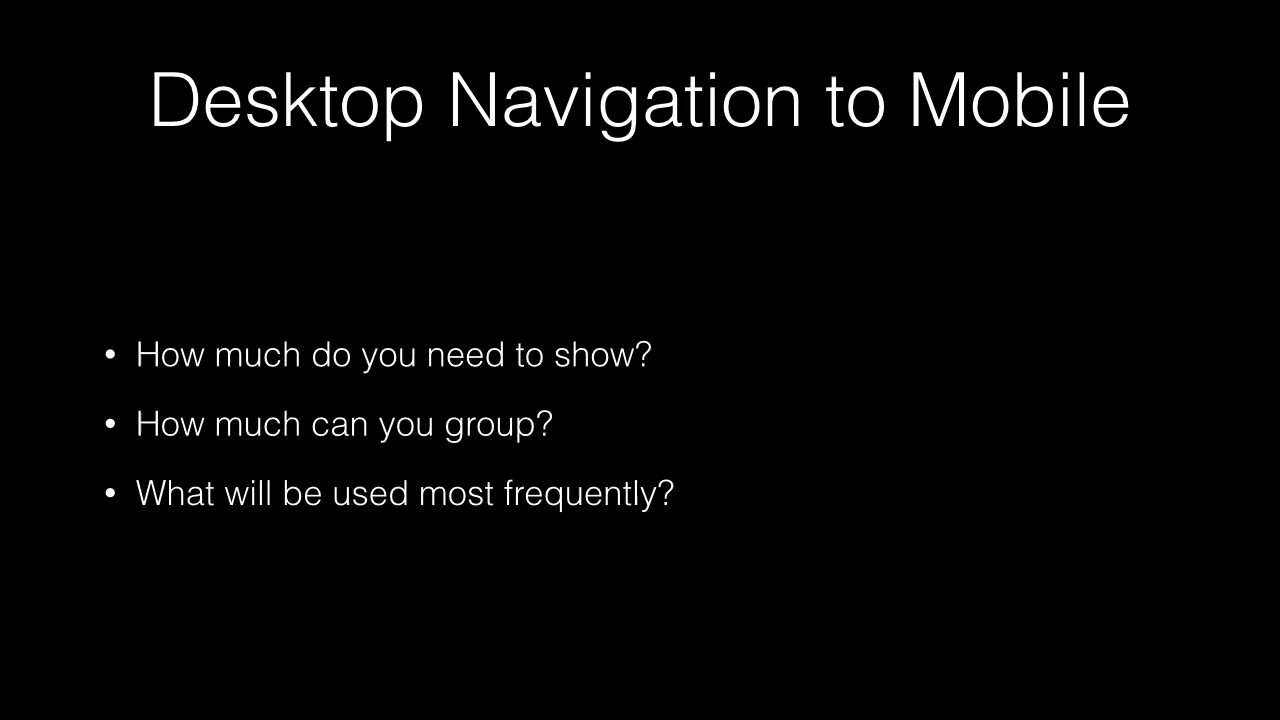 Desktop Navigation to Mobile
• How much do you need to show?
• How much can you group?
• What will be used most frequently?